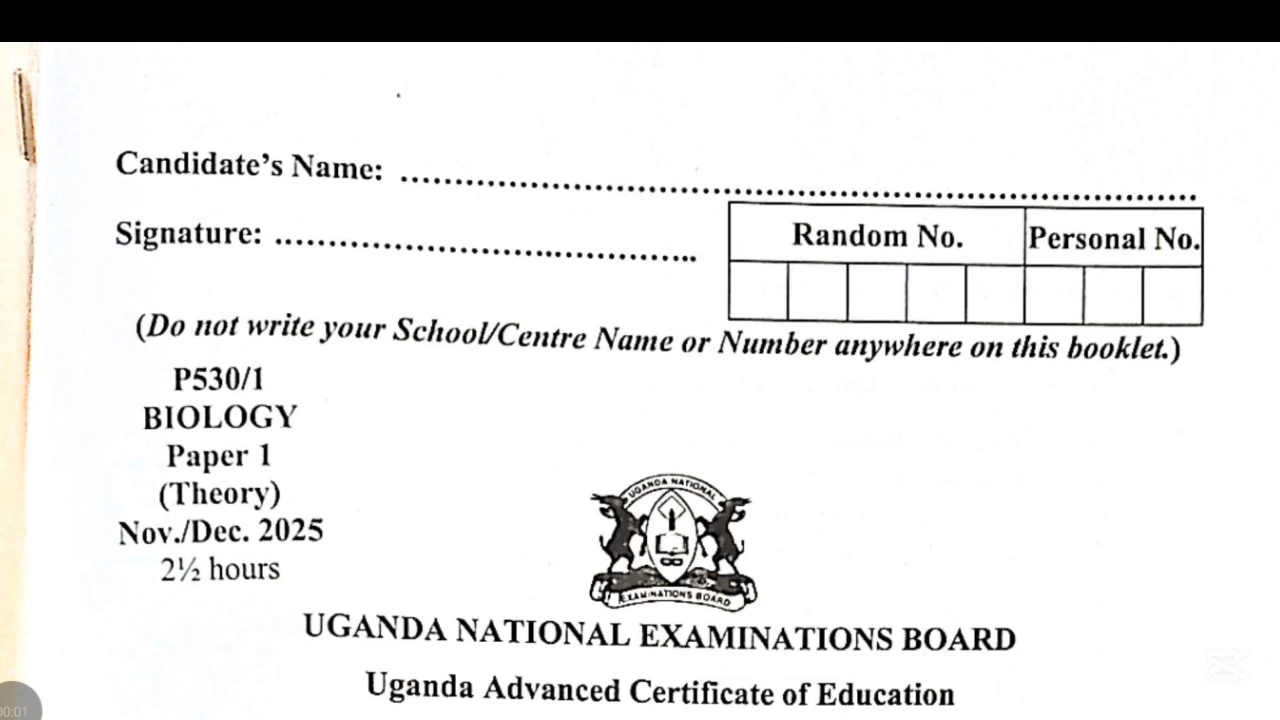 Candidate's Name: ........................................................................................
Signature: ..............................................
Random No. Personal No.
(Do not write your School/Centre Name or Number anywhere on this booklet.)
P530/1
BIOLOGY
Paper 1
(Theory)
Nov./Dec. 2025
2½ hours
UGANDA NATIONAL
EXAMINATIONS BOARD
UGANDA NATIONAL EXAMINATIONS BOARD
Uganda Advanced Certificate of Education
00:01